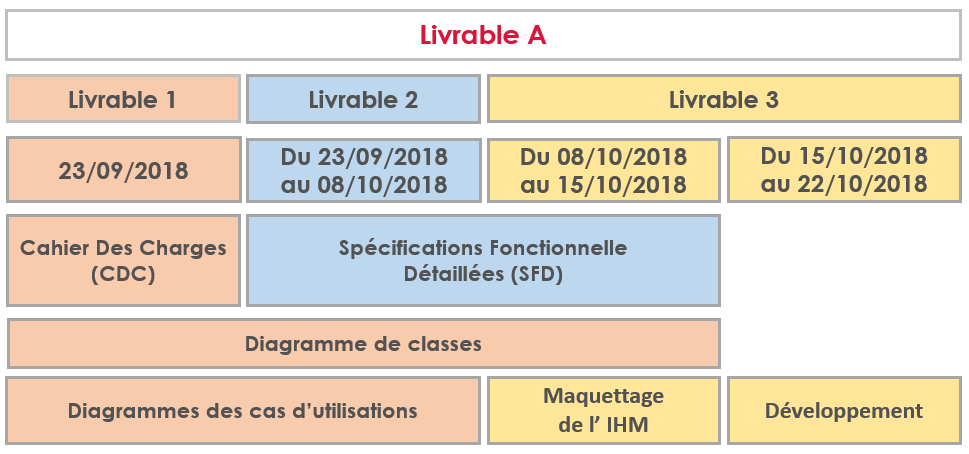 Livrable A
Livrable 1
Livrable 2
Livrable 3
23/09/2018
Du 23/09/2018
au 08/10/2018
Du 08/10/2018
au 15/10/2018
Du 15/10/2018
au 22/10/2018
Cahier Des Charges
(CDC)
Spécifications Fonctionnelle
Détaillées (SFD)
Diagramme de classes
Diagrammes des cas d’utilisations
Maquettage
de l’ IHM
Développement